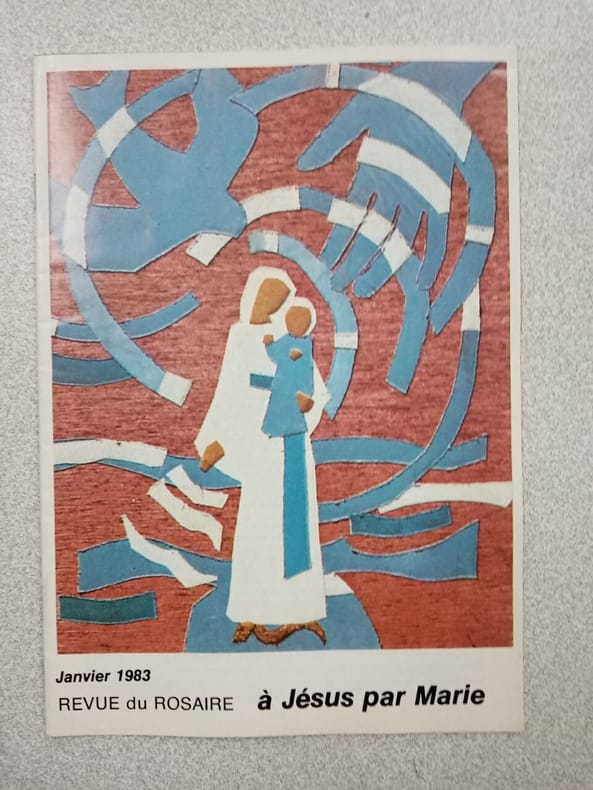 Janvier 1983
REVUE du ROSAIRE à Jésus par Marie